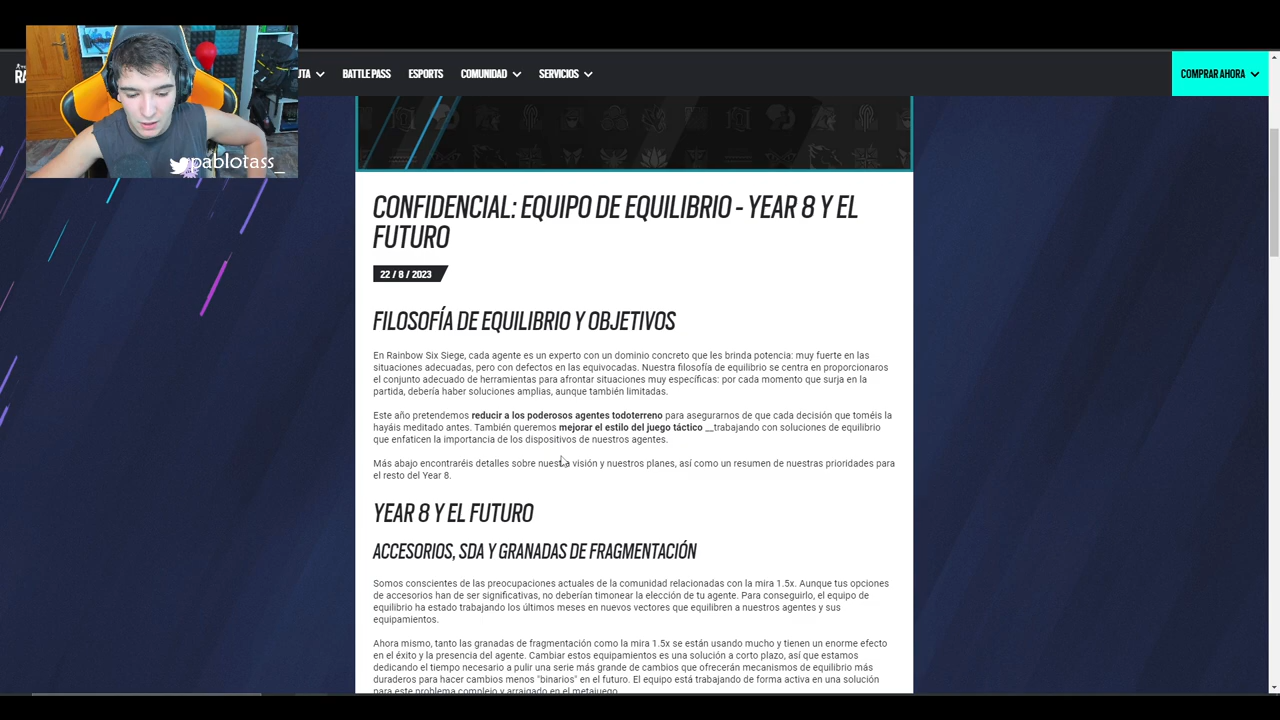 RA
UTA
BATTLE PASS
ESPORTS
COMUNIDAD
SERVICIOS
COMPRAR AHORA
pablotass_
CONFIDENCIAL: EQUIPO DE EQUILIBRIO - YEAR 8 Y EL
FUTURO
22 / 8 / 2023
FILOSOFÍA DE EQUILIBRIO Y OBJETIVOS
En Rainbow Six Siege, cada agente es un experto con un dominio concreto que les brinda potencia: muy fuerte en las
situaciones adecuadas, pero con defectos en las equivocadas. Nuestra filosofía de equilibrio se centra en proporcionaros
el conjunto adecuado de herramientas para afrontar situaciones muy específicas: por cada momento que surja en la
partida, debería haber soluciones amplias, aunque también limitadas.
Este año pretendemos reducir a los poderosos agentes todoterreno para asegurarnos de que cada decisión que toméis la
hayáis meditado antes. También queremos mejorar el estilo del juego táctico __trabajando con soluciones de equilibrio
que enfaticen la importancia de los dispositivos de nuestros agentes.
Más abajo encontraréis detalles sobre nuestra visión y nuestros planes, así como un resumen de nuestras prioridades para
el resto del Year 8.
YEAR 8 Y EL FUTURO
ACCESORIOS, SDA Y GRANADAS DE FRAGMENTACIÓN
Somos conscientes de las preocupaciones actuales de la comunidad relacionadas con la mira 1.5x. Aunque tus opciones
de accesorios han de ser significativas, no deberían timonear la elección de tu agente. Para conseguirlo, el equipo de
equilibrio ha estado trabajando los últimos meses en nuevos vectores que equilibren a nuestros agentes y sus
equipamientos.
Ahora mismo, tanto las granadas de fragmentación como la mira 1.5x se están usando mucho y tienen un enorme efecto
en el éxito y la presencia del agente. Cambiar estos equipamientos es una solución a corto plazo, así que estamos
dedicando el tiempo necesario a pulir una serie más grande de cambios que ofrecerán mecanismos de equilibrio más
duraderos para hacer cambios menos "binarios" en el futuro. El equipo está trabajando de forma activa en una solución
para este problema complejo y arraigado en el metajuego.